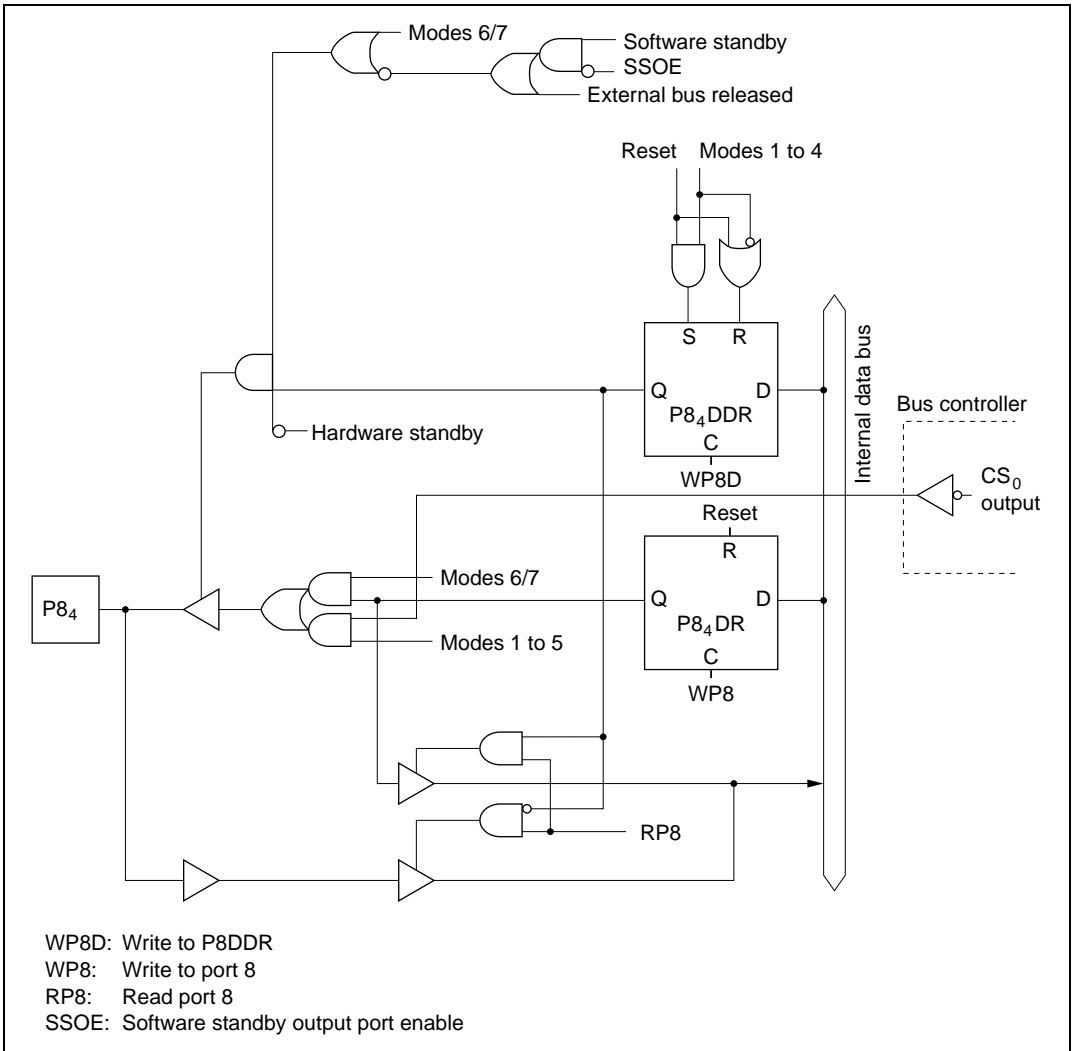 Modes 6/7
Software standby
SSOE
External bus released
Reset Modes 1 to 4
S R
Q D
P8₄DDR
C
WP8D
Hardware standby
Internal data bus
Bus controller
CS₀
output
Reset
R
Q D
P8₄DR
C
WP8
Modes 6/7
P8₄
Modes 1 to 5
RP8
WP8D: Write to P8DDR
WP8: Write to port 8
RP8: Read port 8
SSOE: Software standby output port enable